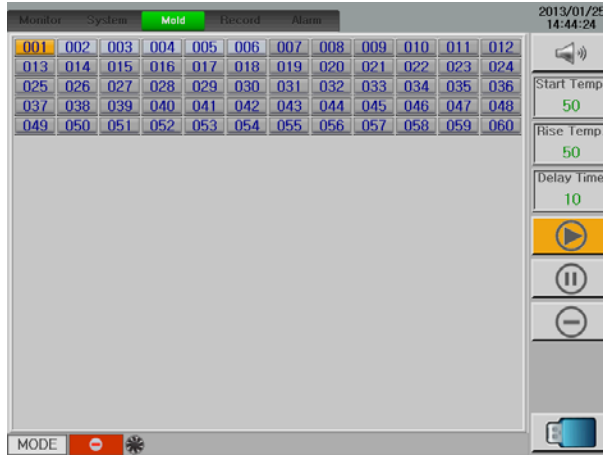 Monitor System Mold Record Alarm
2013/01/25
14:44:24
001 002 003 004 005 006 007 008 009 010 011 012
013 014 015 016 017 018 019 020 021 022 023 024
025 026 027 028 029 030 031 032 033 034 035 036
037 038 039 040 041 042 043 044 045 046 047 048
049 050 051 052 053 054 055 056 057 058 059 060
Start Temp
50
Rise Temp
50
Delay Time
10
MODE